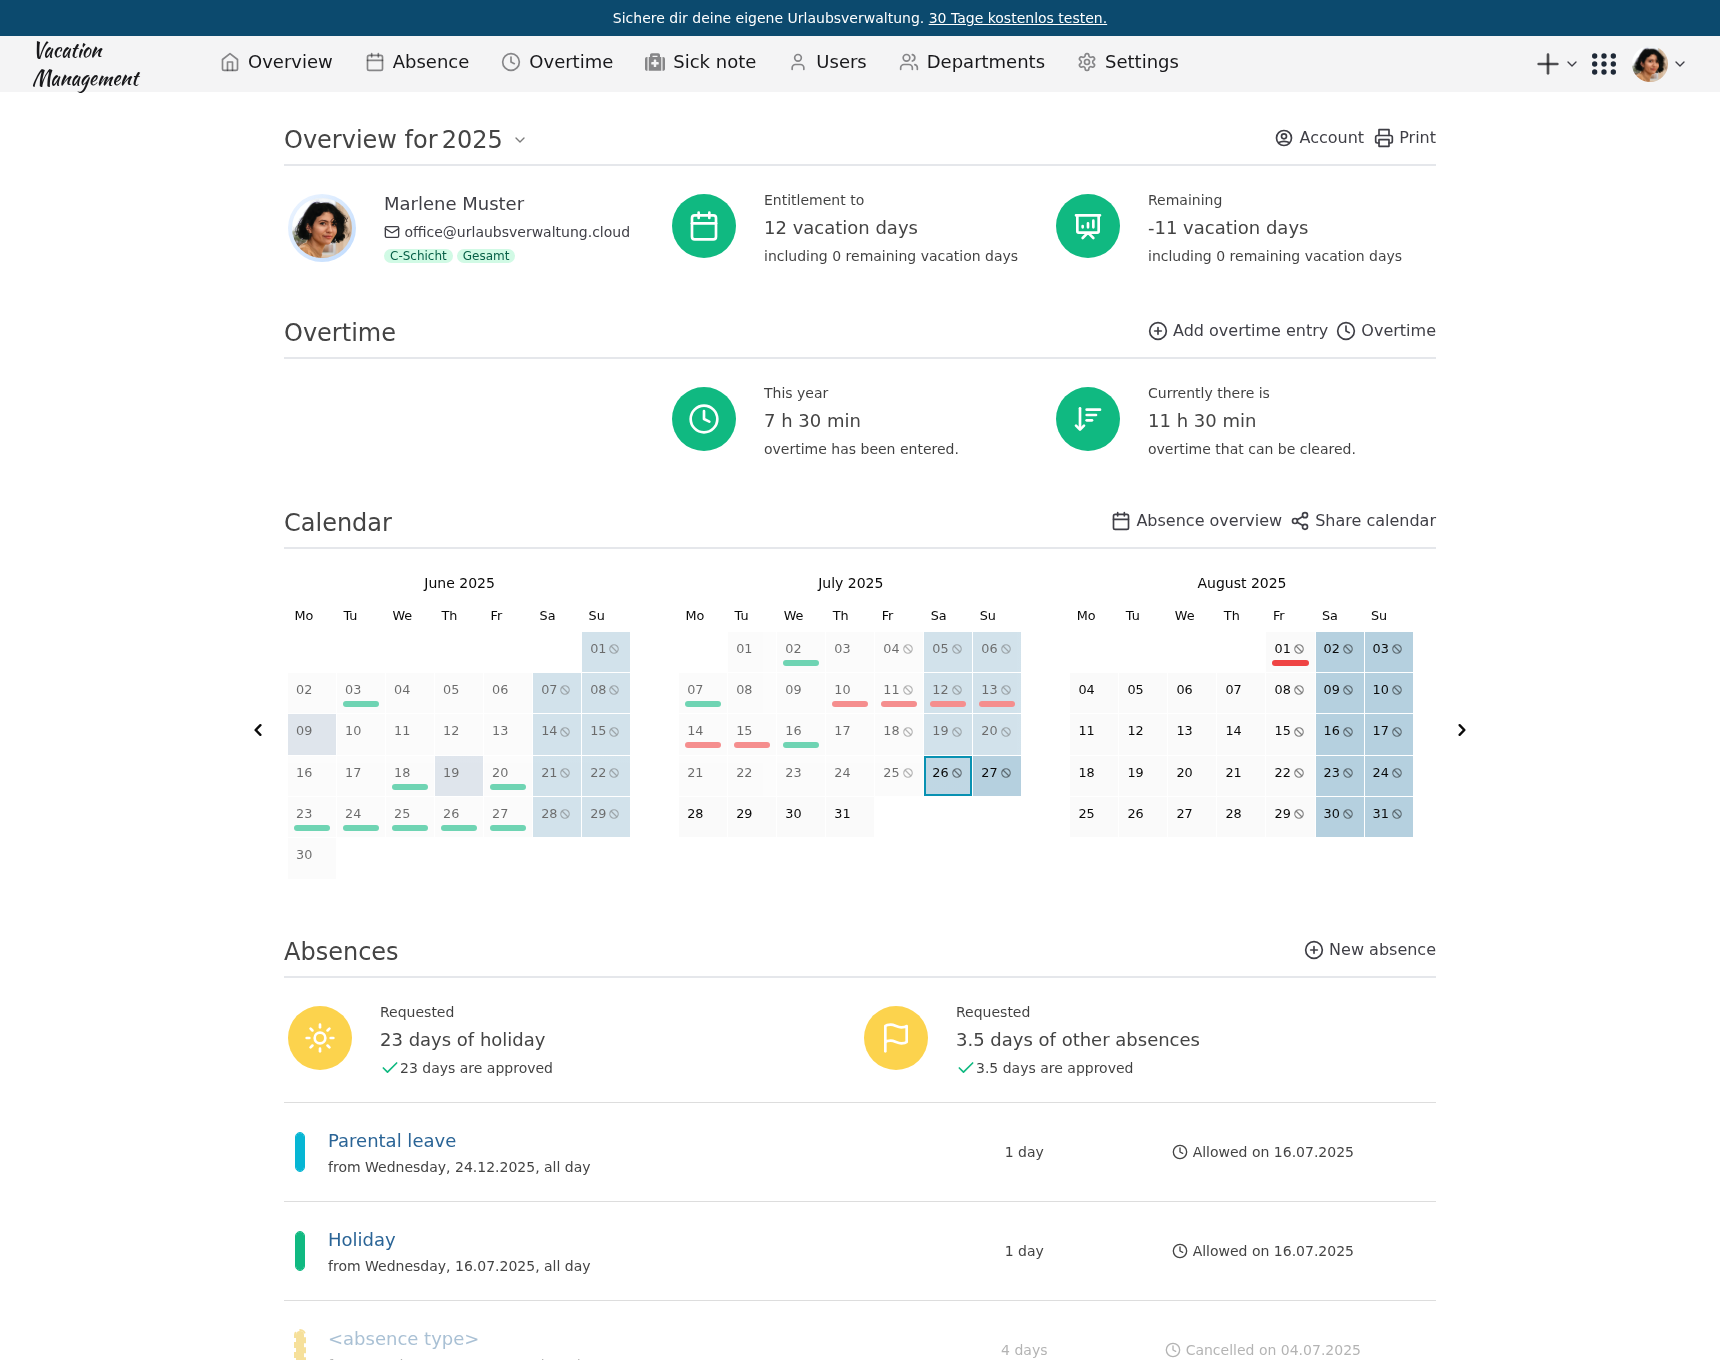 Sichere dir deine eigene Urlaubsverwaltung. 30 Tage kostenlos testen.
Vacation Management
Overview Absence Overtime Sick note Users Departments Settings
Overview for 2025
Account Print
Marlene Muster
office@urlaubsverwaltung.cloud
C-Schicht Gesamt
Entitlement to
12 vacation days
including 0 remaining vacation days
Remaining
-11 vacation days
including 0 remaining vacation days
Overtime
Add overtime entry Overtime
This year
7 h 30 min
overtime has been entered.
Currently there is
11 h 30 min
overtime that can be cleared.
Calendar
Absence overview Share calendar
June 2025
Mo Tu We Th Fr Sa Su
01
02 03 04 05 06 07 08
09 10 11 12 13 14 15
16 17 18 19 20 21 22
23 24 25 26 27 28 29
30
July 2025
Mo Tu We Th Fr Sa Su
01 02 03 04 05 06
07 08 09 10 11 12 13
14 15 16 17 18 19 20
21 22 23 24 25 26 27
28 29 30 31
August 2025
Mo Tu We Th Fr Sa Su
01 02 03
04 05 06 07 08 09 10
11 12 13 14 15 16 17
18 19 20 21 22 23 24
25 26 27 28 29 30 31
Absences
New absence
Requested
23 days of holiday
23 days are approved
Requested
3.5 days of other absences
3.5 days are approved
Parental leave
from Wednesday, 24.12.2025, all day
1 day
Allowed on 16.07.2025
Holiday
from Wednesday, 16.07.2025, all day
1 day
Allowed on 16.07.2025
<absence type>
4 days
Cancelled on 04.07.2025